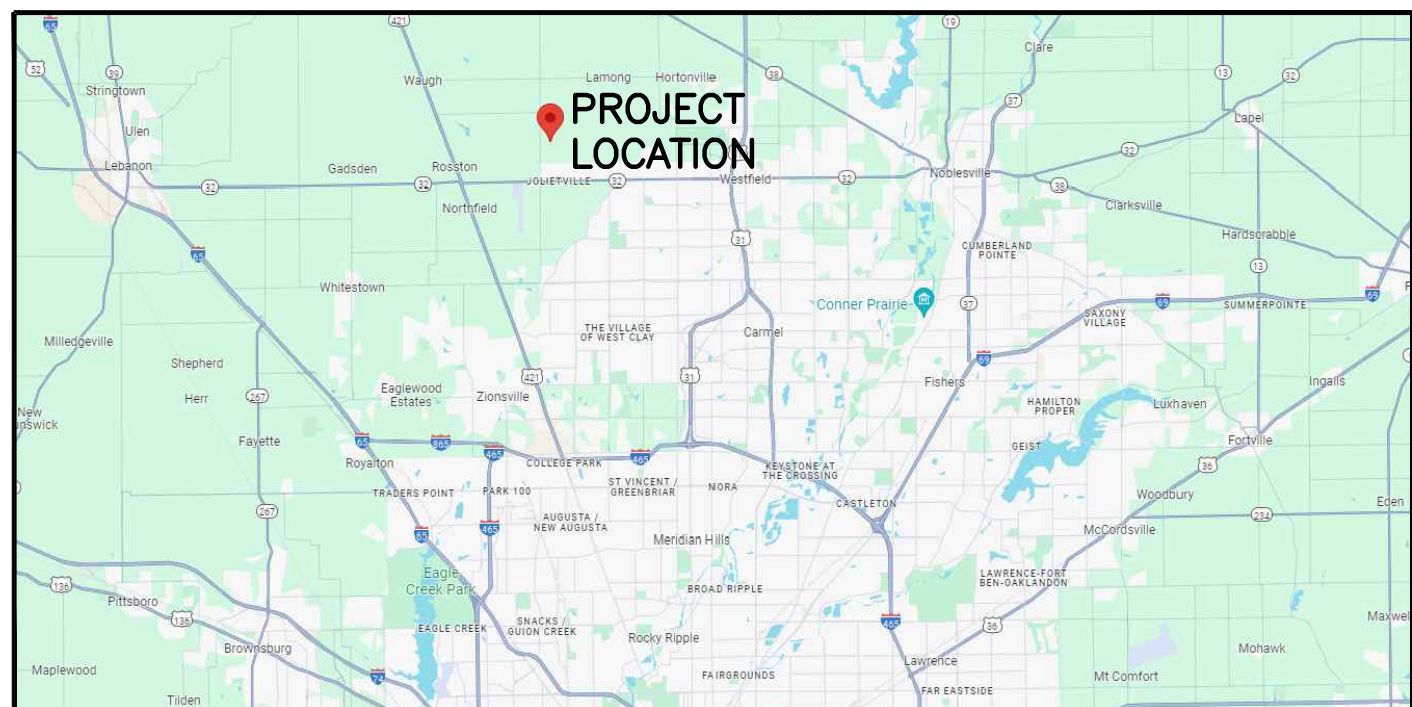 421
19
65
Clare
52
39
Waugh
Lamong
Hortonville
38
13
32
Stringtown
PROJECT
37
Ulen
Lapel
LOCATION
32
Lebanon
Gadsden
Rosston
32
32
JOLIETVILLE
32
Westfield
32
Noblesville
38
Northfield
Clarksville
31
Hardscrabble
CUMBERLAND
POINTE
65
13
Whitestown
Conner Prairie
37
69
69
SAXONY
VILLAGE
SUMMERPOINTE
THE VILLAGE
OF WEST CLAY
Carmel
Milledgeville
Shepherd
69
421
31
Fishers
Ingalls
Eaglewood
Estates
Zionsville
Herr
267
HAMILTON
PROPER
Luxhaven
New
unswick
Fayette
65
865
465
465
GEIST
Fortville
Royalton
COLLEGE PARK
KEYSTONE AT
THE CROSSING
36
TRADERS POINT
PARK 100
ST VINCENT /
GREENBRIAR
NORA
Woodbury
CASTLETON
Eden
267
AUGUSTA /
NEW AUGUSTA
234
465
65
Meridian Hills
McCordsville
Eagle
Creek Park
LAWRENCE-FORT
BEN-OAKLANDON
136
BROAD RIPPLE
Pittsboro
136
EAGLE CREEK
SNACKS /
GUION CREEK
465
36
Maxwel
Rocky Ripple
Brownsburg
Mohawk
Lawrence
Maplewood
74
FAIRGROUNDS
Mt Comfort
FAR EASTSIDE
Tilden